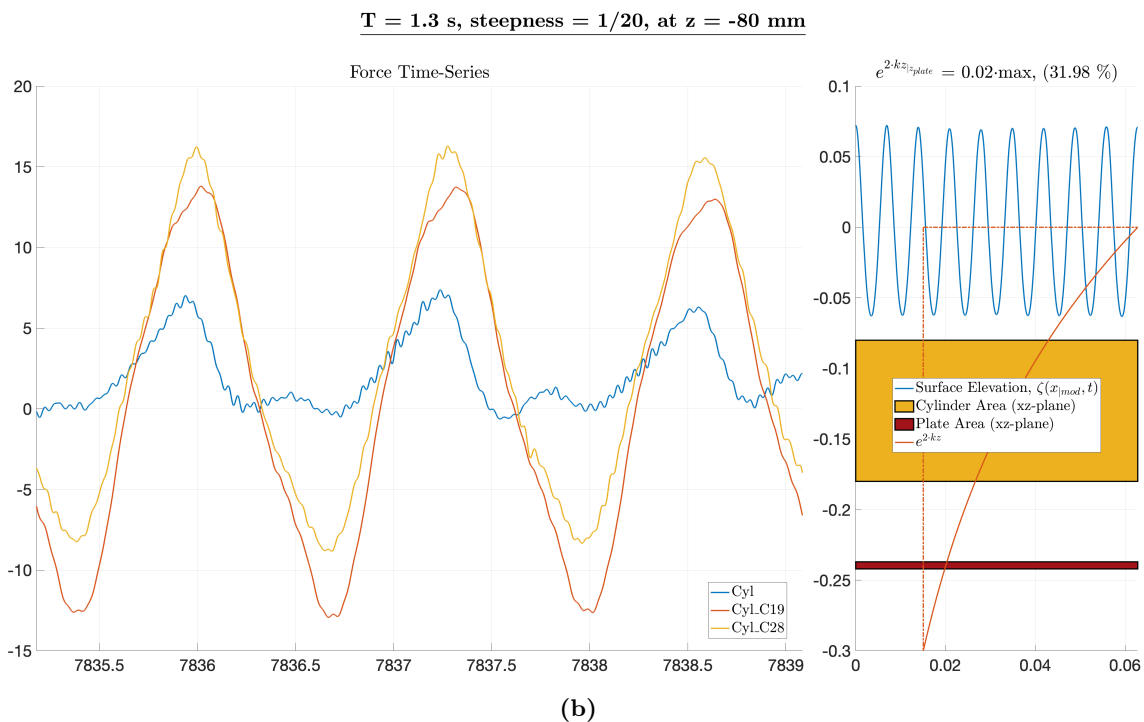 T = 1.3 s, steepness = 1/20, at z = -80 mm
Force Time-Series
20
15
10
5
0
-5
-10
-15
7835.5 7836 7836.5 7837 7837.5 7838 7838.5 7839
Cyl
Cyl_C19
Cyl_C28
e^{2·kz_{|z_{plate}}} = 0.02·max, (31.98 %)
0.1
0.05
0
-0.05
-0.1
-0.15
-0.2
-0.25
-0.3
0 0.02 0.04 0.06
Surface Elevation, ζ(x_{|mod}, t)
Cylinder Area (xz-plane)
Plate Area (xz-plane)
e^{2·kz}
(b)